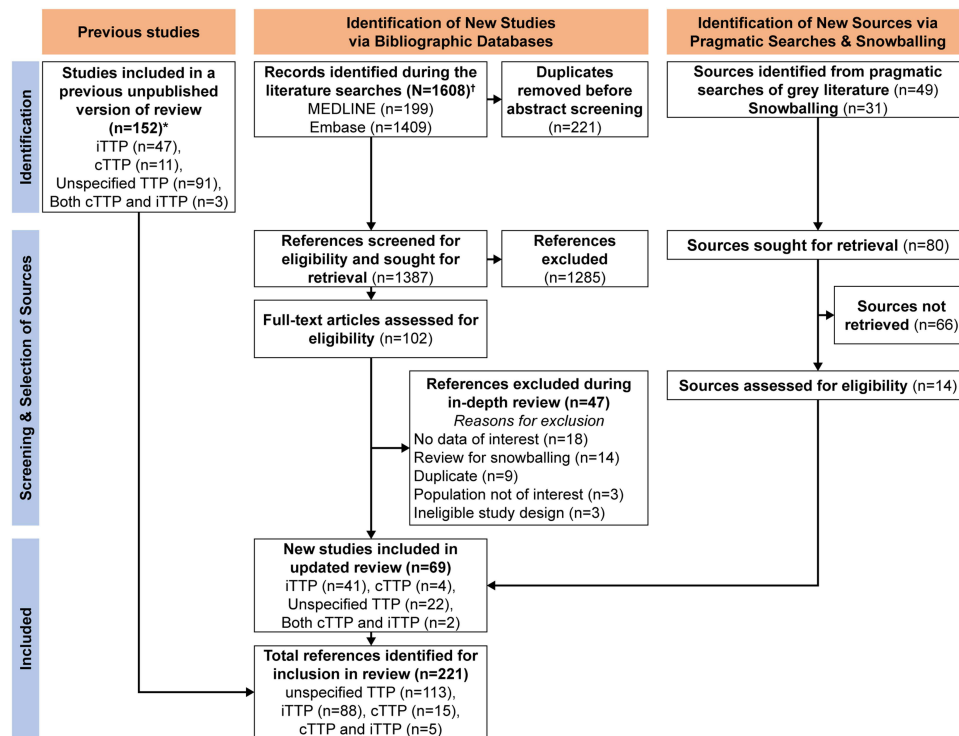 Previous studies
Identification of New Studies
via Bibliographic Databases
Identification of New Sources via
Pragmatic Searches & Snowballing
Identification
Studies included in a
previous unpublished
version of review
(n=152)*
iTTP (n=47),
cTTP (n=11),
Unspecified TTP (n=91),
Both cTTP and iTTP (n=3)
Records identified during the
literature searches (N=1608)†
MEDLINE (n=199)
Embase (n=1409)
Duplicates
removed before
abstract screening
(n=221)
Sources identified from pragmatic
searches of grey literature (n=49)
Snowballing (n=31)
Screening & Selection of Sources
References screened for
eligibility and sought for
retrieval (n=1387)
References
excluded
(n=1285)
Sources sought for retrieval (n=80)
Sources not
retrieved (n=66)
Full-text articles assessed for
eligibility (n=102)
Sources assessed for eligibility (n=14)
References excluded during
in-depth review (n=47)
Reasons for exclusion
No data of interest (n=18)
Review for snowballing (n=14)
Duplicate (n=9)
Population not of interest (n=3)
Ineligible study design (n=3)
Included
New studies included in
updated review (n=69)
iTTP (n=41), cTTP (n=4),
Unspecified TTP (n=22),
Both cTTP and iTTP (n=2)
Total references identified for
inclusion in review (n=221)
unspecified TTP (n=113),
iTTP (n=88), cTTP (n=15),
cTTP and iTTP (n=5)